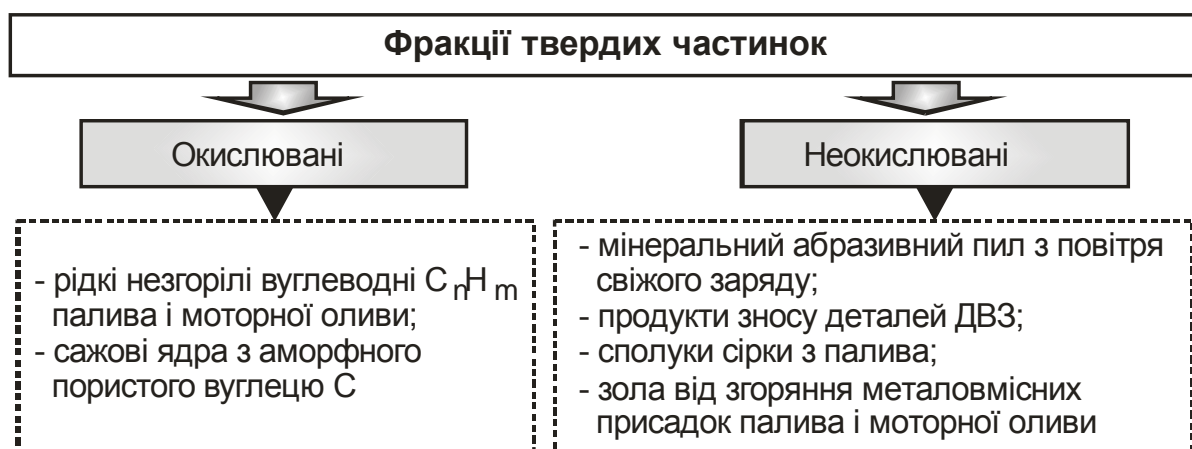 Фракції твердих частинок
Окислювані
Неокислювані
- рідкі незгорілі вуглеводні CnHm
палива і моторної оливи;
- сажові ядра з аморфного
пористого вуглецю С
- мінеральний абразивний пил з повітря
свіжого заряду;
- продукти зносу деталей ДВЗ;
- сполуки сірки з палива;
- зола від згоряння металовмісних
присадок палива і моторної оливи